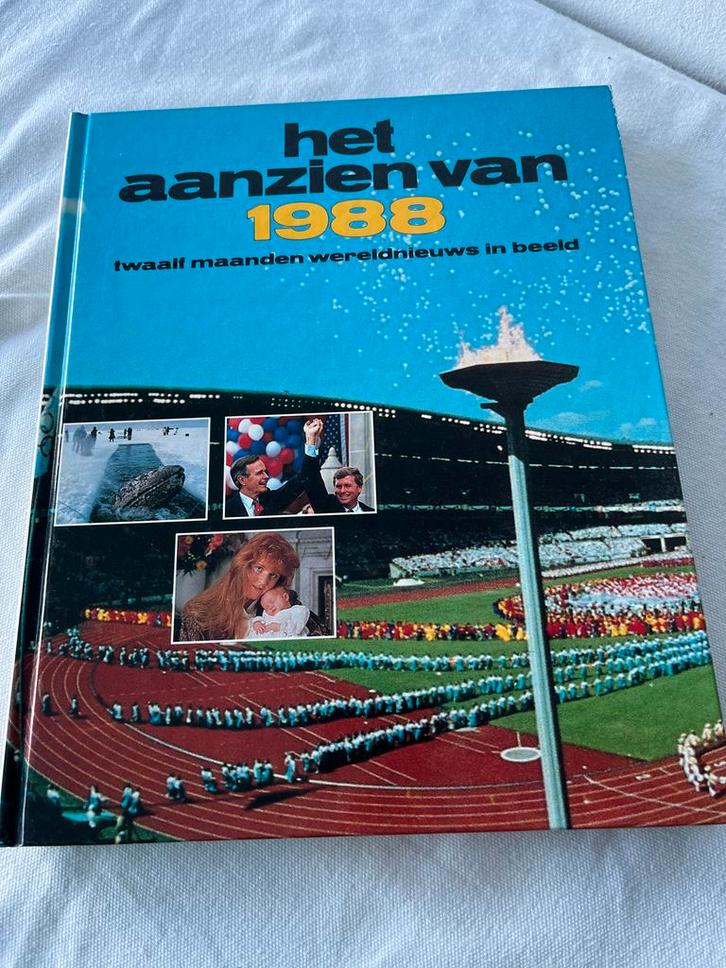 het
aanzien van
1988
twaalf maanden wereldnieuws in beeld